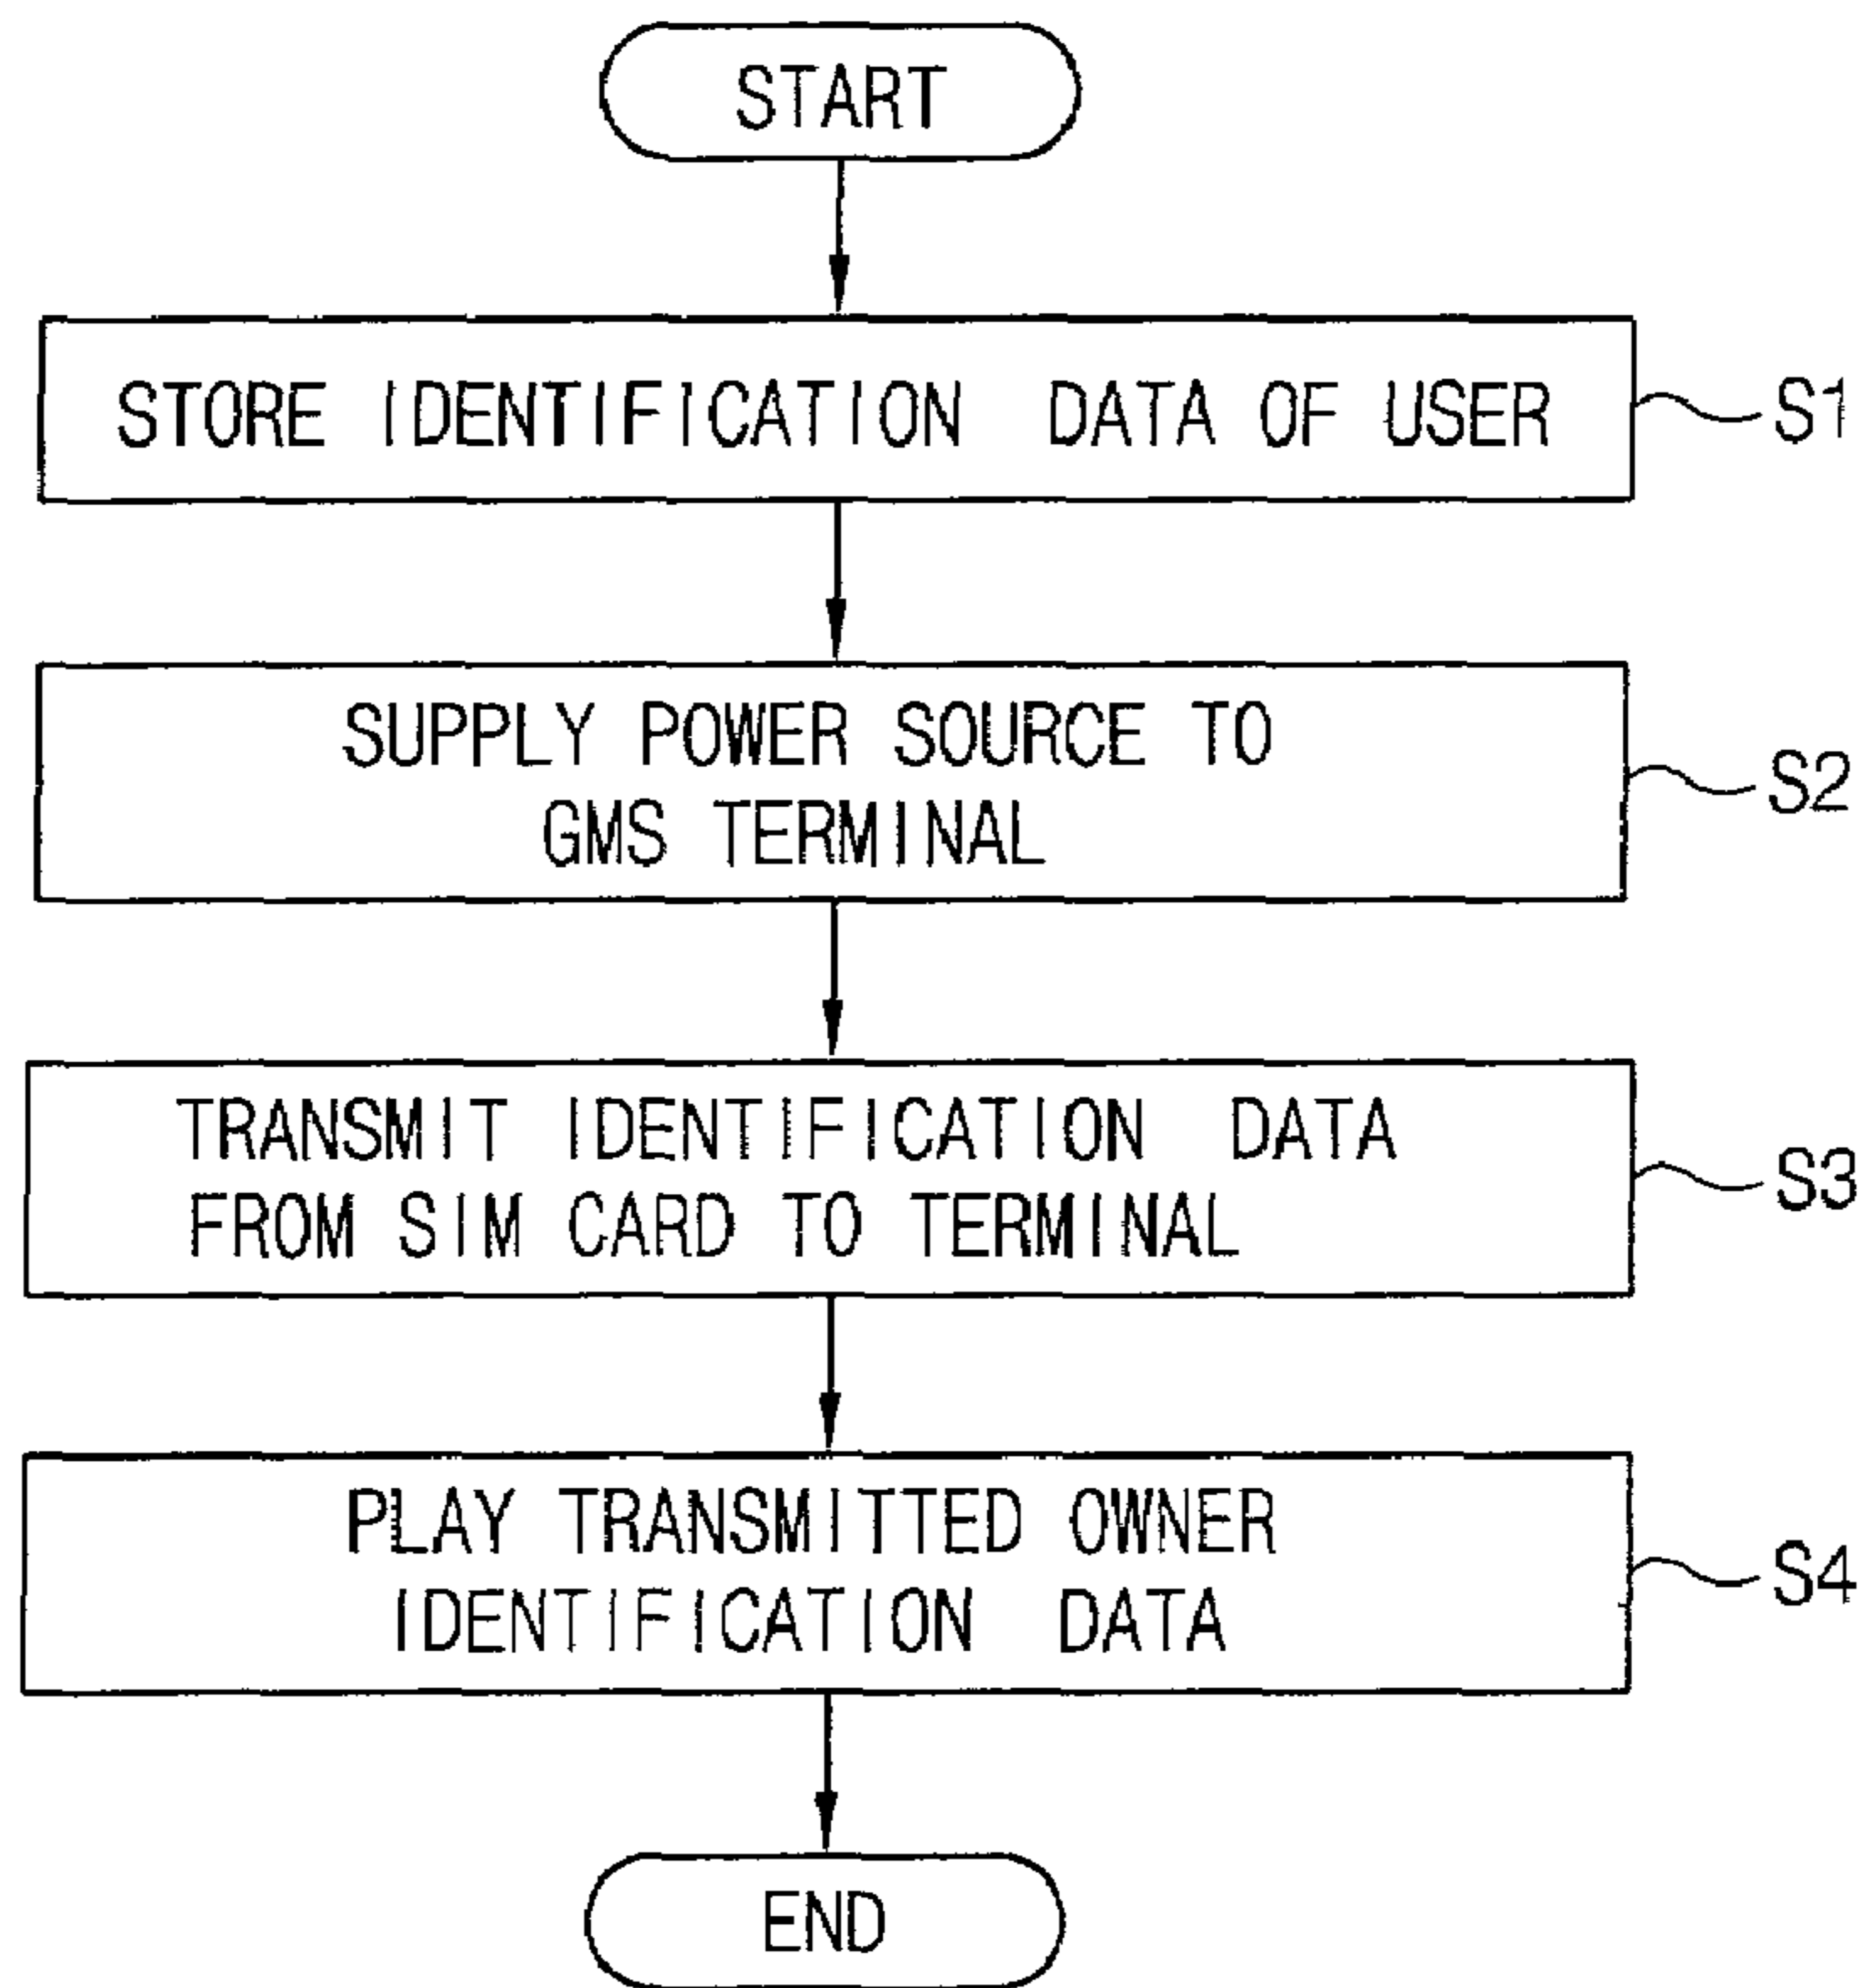 START
STORE IDENTIFICATION DATA OF USER
S1
SUPPLY POWER SOURCE TO
GMS TERMINAL
S2
TRANSMIT IDENTIFICATION DATA
FROM SIM CARD TO TERMINAL
S3
PLAY TRANSMITTED OWNER
IDENTIFICATION DATA
S4
END